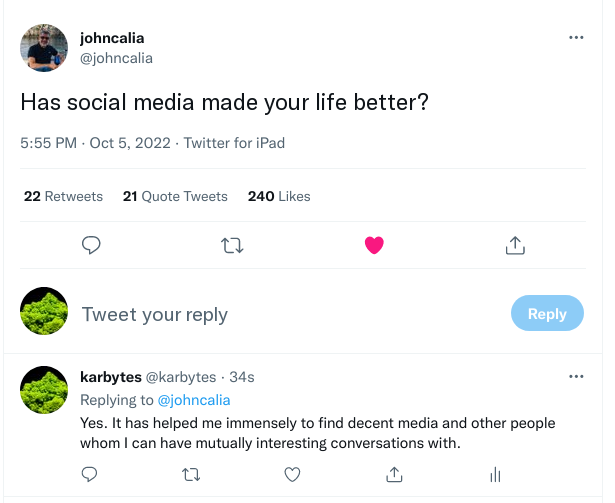 johncalia
@johncalia
Has social media made your life better?
5:55 PM · Oct 5, 2022 · Twitter for iPad
22 Retweets 21 Quote Tweets 240 Likes
Tweet your reply
Reply
karbytes @karbytes · 34s
Replying to @johncalia
Yes. It has helped me immensely to find decent media and other people
whom I can have mutually interesting conversations with.